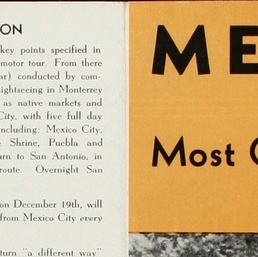 ON
key points specified in
motor tour. From there
ar) conducted by com-
ightseeing in Monterrey
as native markets and
City, with five full day
ncluding: Mexico City,
e Shrine, Puebla and
urn to San Antonio, in
route. Overnight San
on December 19th, will
from Mexico City every
turn "a different way"
ME
Most